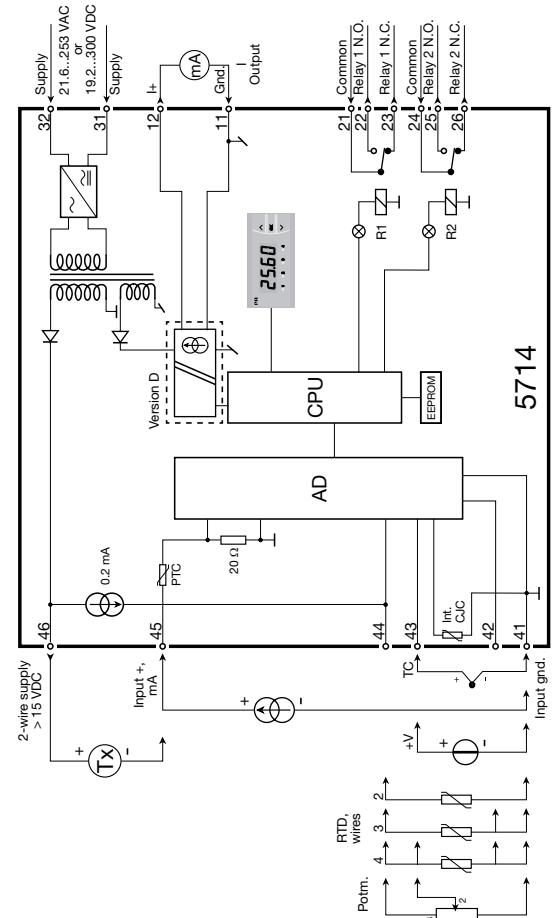 Supply
21.6...253 VAC
or
19.2...300 VDC
Supply
I+
mA
Gnd.
I
Output
Common
Relay 1 N.O.
Relay 1 N.C.
Common
Relay 2 N.O.
Relay 2 N.C.
32
31
12
11
21
22
23
24
25
26
PR
25.60
R1
R2
Version D
CPU
EEPROM
5714
AD
0.2 mA
PTC
20 Ω
Int.
CJC
46
45
44
43
42
41
2-wire supply
> 15 VDC
Input +,
mA
TC
+
-
Input gnd.
+
-
+
Tx
-
+V
+
-
2
RTD,
wires
3
4
Potm.
2